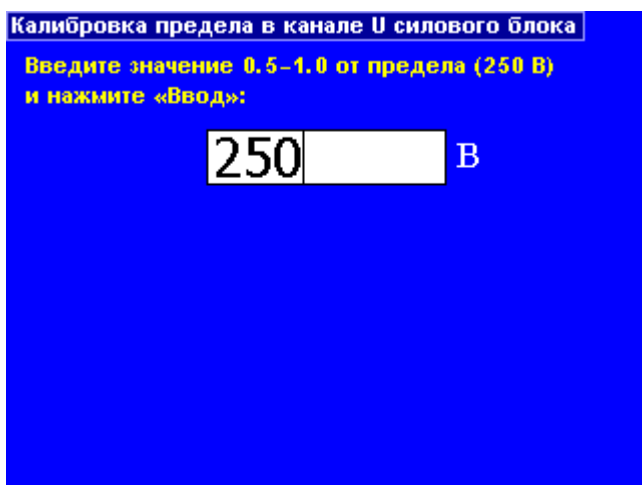 Калибровка предела в канале U силового блока
Введите значение 0.5-1.0 от предела (250 В)
и нажмите «Ввод»:
250 В